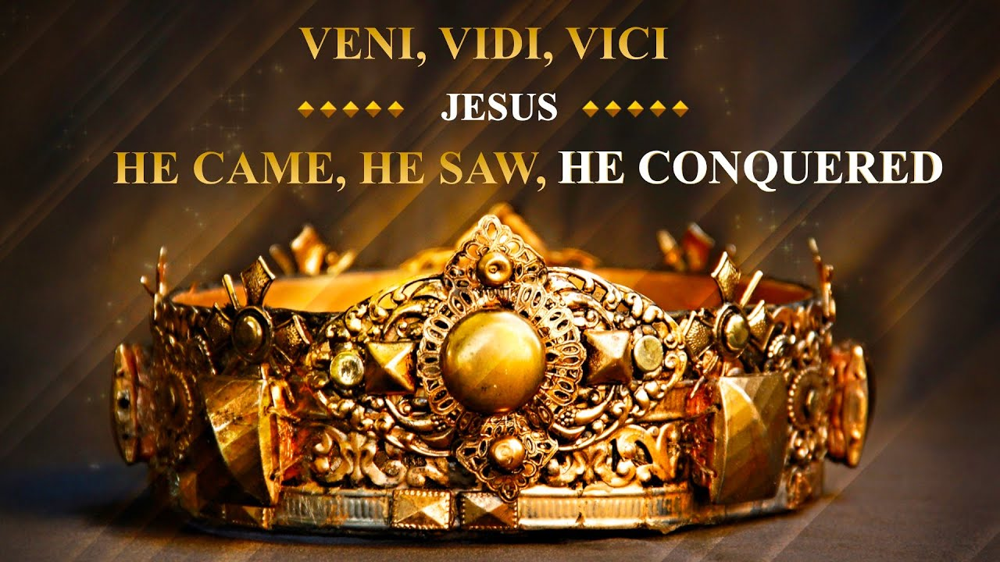 VENI, VIDI, VICI
JESUS
HE CAME, HE SAW, HE CONQUERED